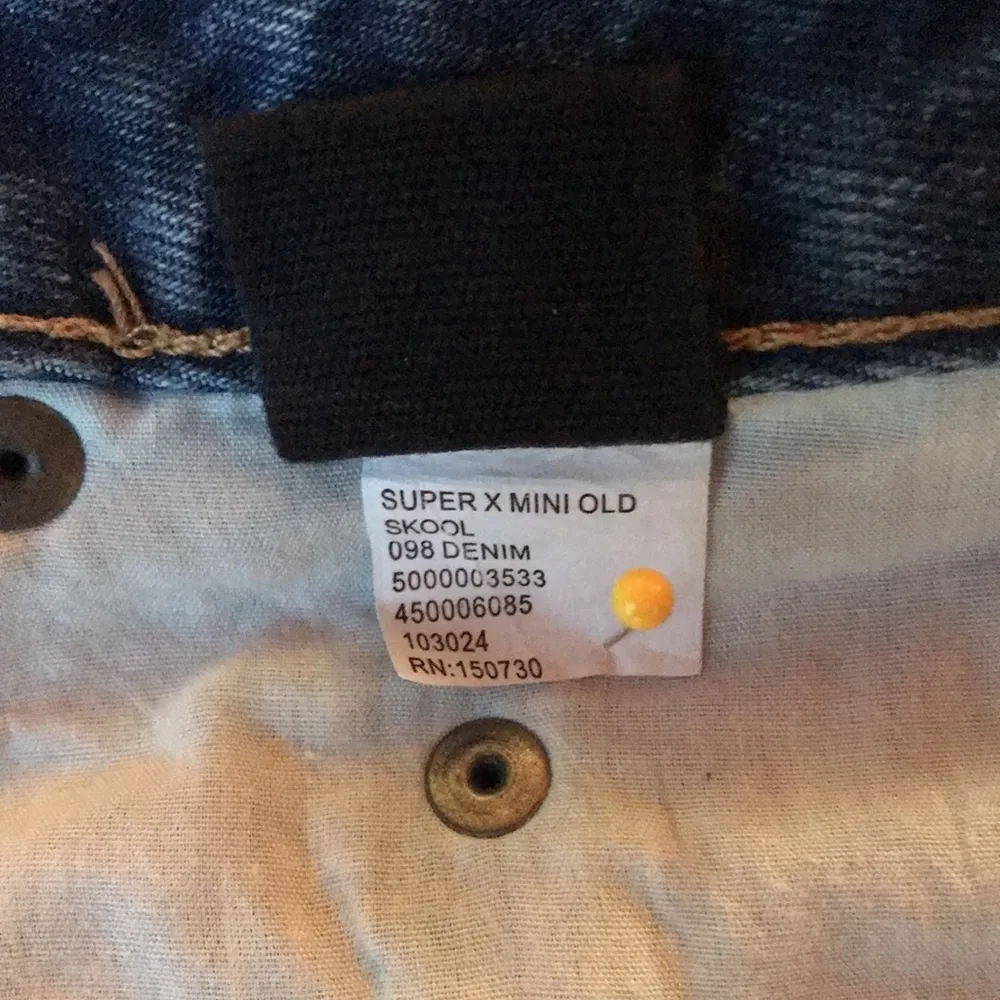 SUPER X MINI OLD
SKOOL
098 DENIM
5000003533
450006085
103024
RN:150730